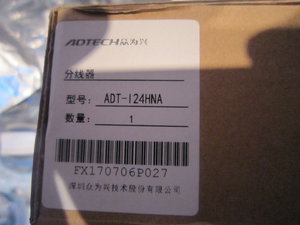 ADTECH众为兴
分线器
型号: ADT-I24HNA
数量: 1
FX170706P027
深圳众为兴技术股份有限公司